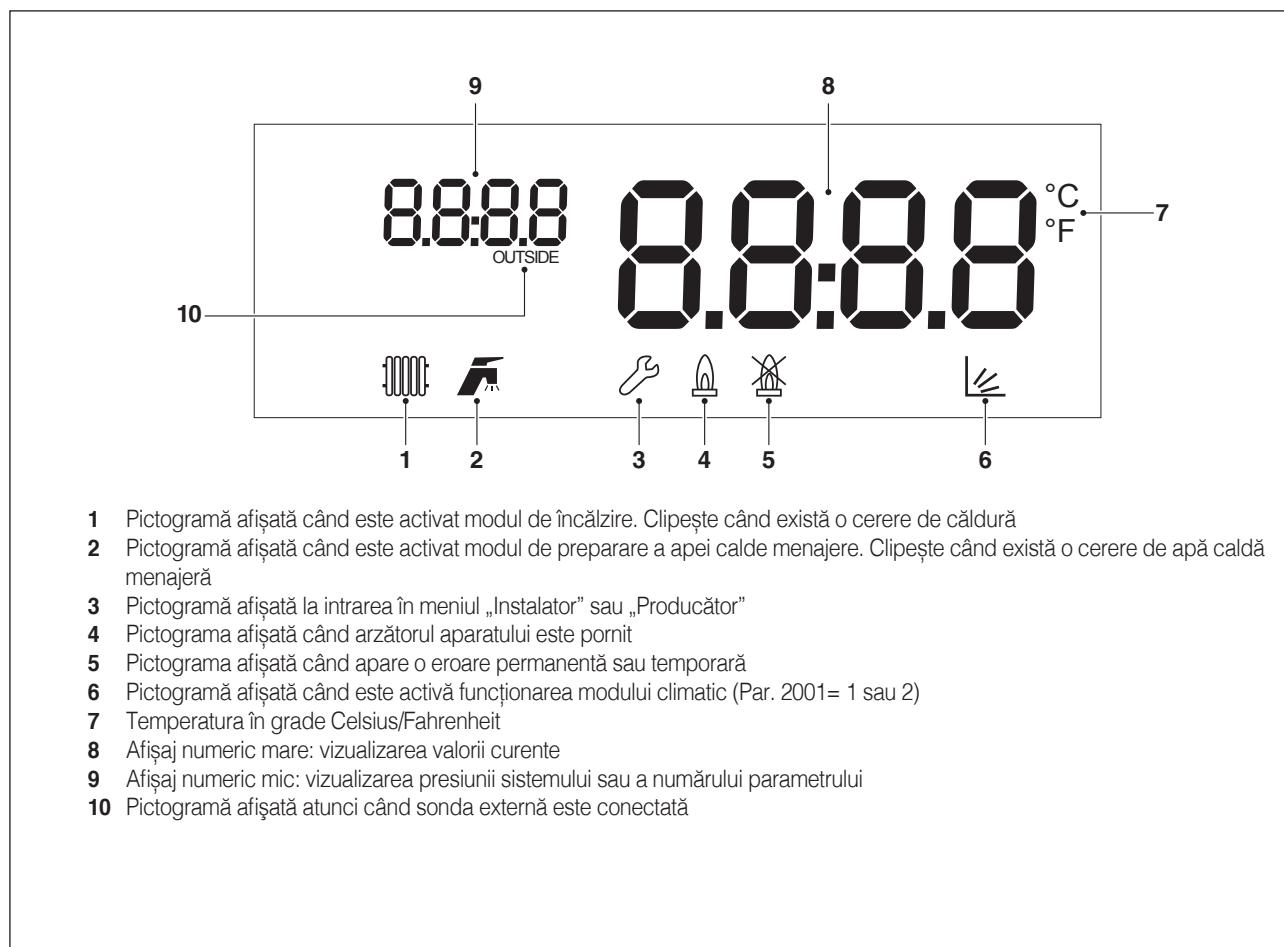 9
8
8.8:8.8
8.8:8.8
°C
°F
7
OUTSIDE
10
1
2
3
4
5
6
1 Pictogramă afișată când este activat modul de încălzire. Clipește când există o cerere de căldură
2 Pictogramă afișată când este activat modul de preparare a apei calde menajere. Clipește când există o cerere de apă caldă
menajeră
3 Pictogramă afișată la intrarea în meniul „Instalator” sau „Producător”
4 Pictograma afișată când arzătorul aparatului este pornit
5 Pictograma afișată când apare o eroare permanentă sau temporară
6 Pictogramă afișată când este activă funcționarea modului climatic (Par. 2001= 1 sau 2)
7 Temperatura în grade Celsius/Fahrenheit
8 Afișaj numeric mare: vizualizarea valorii curente
9 Afișaj numeric mic: vizualizarea presiunii sistemului sau a numărului parametrului
10 Pictogramă afişată atunci când sonda externă este conectată